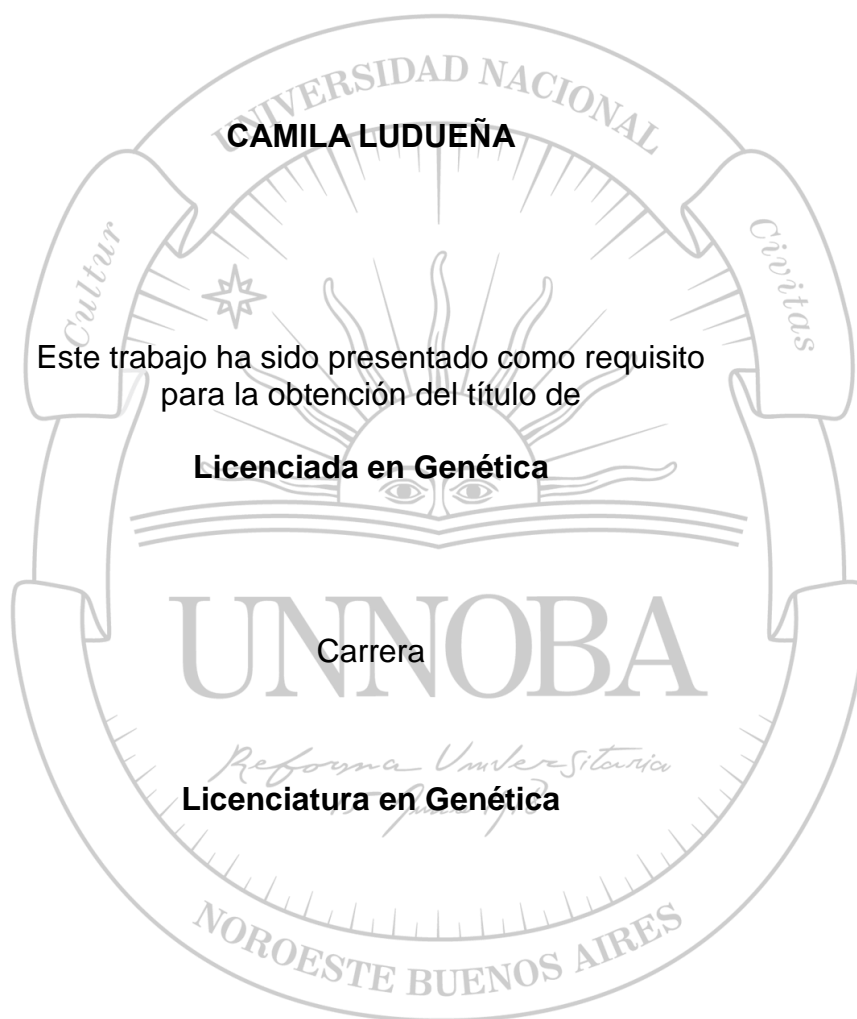 UNIVERSIDAD NACIONAL
CAMILA LUDUEÑA
Cultur
Civitas
Este trabajo ha sido presentado como requisito
para la obtención del título de
Licenciada en Genética
UNNOBA
Carrera
Reforma Universitaria
Licenciatura en Genética
NOROESTE BUENOS AIRES